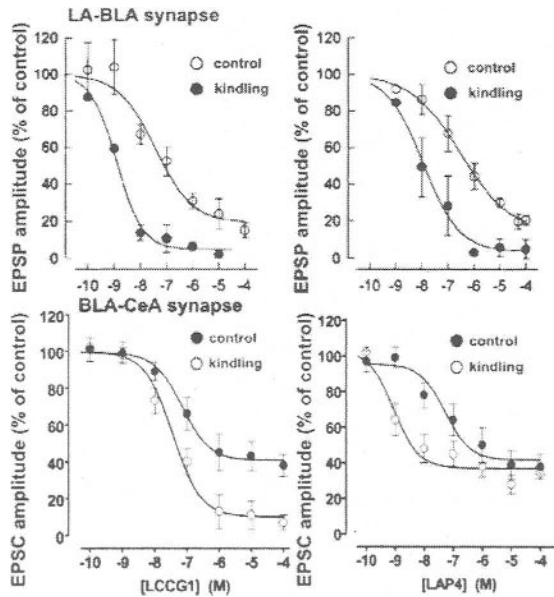 LA-BLA synapse
EPSP amplitude (% of control)
120
100
80
60
40
20
0
control
kindling
-10 -9 -8 -7 -6 -5 -4
EPSP amplitude (% of control)
120
100
80
60
40
20
0
control
kindling
-10 -9 -8 -7 -6 -5 -4
BLA-CeA synapse
EPSC amplitude (% of control)
120
100
80
60
40
20
0
control
kindling
-10 -9 -8 -7 -6 -5 -4
[LCCG1] (M)
EPSC amplitude (% of control)
120
100
80
60
40
20
0
control
kindling
-10 -9 -8 -7 -6 -5 -4
[LAP4] (M)